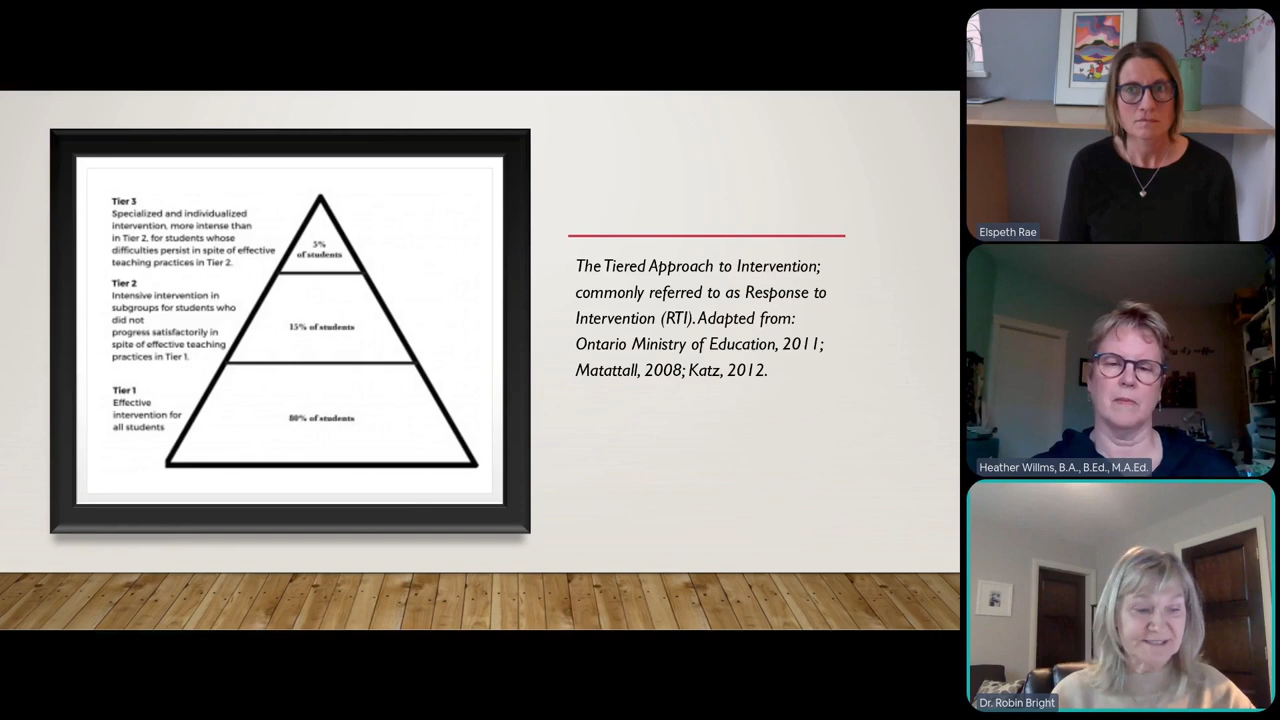 Tier 3
Specialized and individualized
intervention, more intense than
in Tier 2, for students whose
difficulties persist in spite of effective
teaching practices in Tier 2.
Tier 2
Intensive intervention in
subgroups for students who
did not
progress satisfactorily in
spite of effective teaching
practices in Tier 1.
Tier 1
Effective
intervention for
all students
5%
of students
15% of students
80% of students
The Tiered Approach to Intervention;
commonly referred to as Response to
Intervention (RTI). Adapted from:
Ontario Ministry of Education, 2011;
Matattall, 2008; Katz, 2012.
Elspeth Rae
Heather Willms, B.A., B.Ed., M.A.Ed.
Dr. Robin Bright